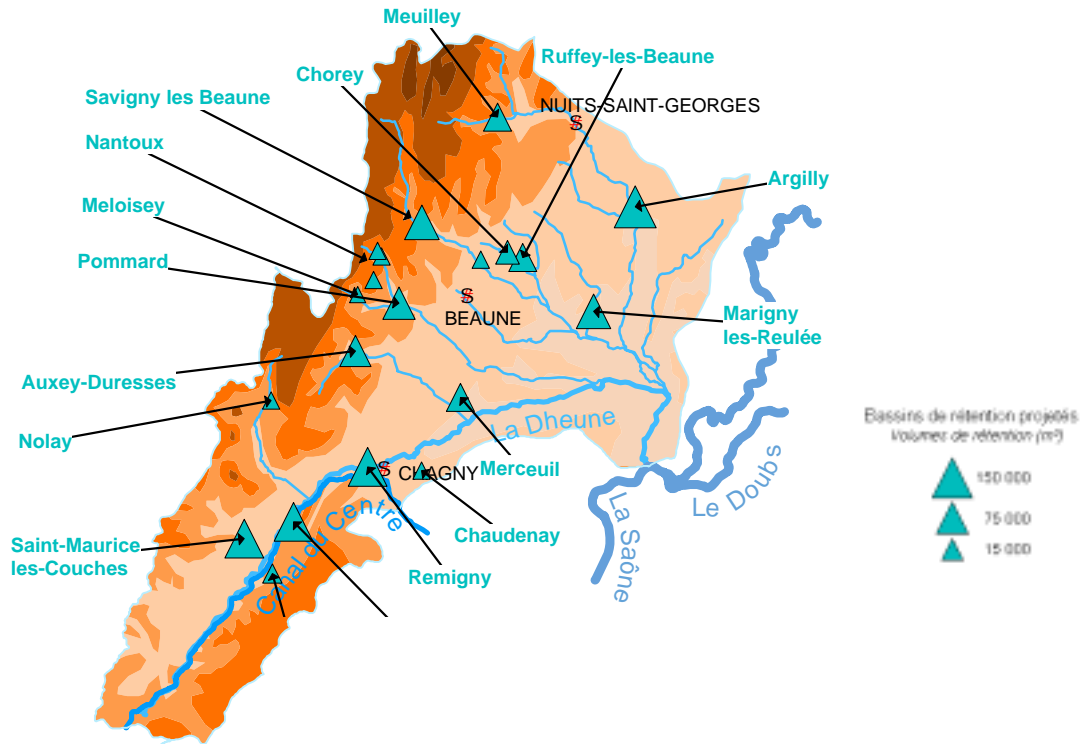 Meuilley
Ruffey-les-Beaune
Chorey
Savigny les Beaune
NUITS-SAINT-GEORGES
Nantoux
Argilly
Meloisey
Pommard
BEAUNE
Marigny
les-Reulée
Auxey-Duresses
Nolay
La Dheune
Merceuil
CHAGNY
Chaudenay
Canal du Centre
Remigny
Saint-Maurice
les-Couches
La Saône
Le Doubs
Bassins de rétention projetés
Volumes de rétention (m³)
150 000
75 000
15 000